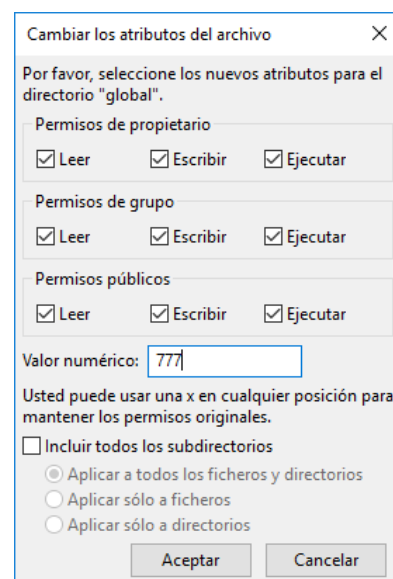 Cambiar los atributos del archivo
Por favor, seleccione los nuevos atributos para el
directorio "global".
Permisos de propietario
Leer Escribir Ejecutar
Permisos de grupo
Leer Escribir Ejecutar
Permisos públicos
Leer Escribir Ejecutar
Valor numérico: 777
Usted puede usar una x en cualquier posición para
mantener los permisos originales.
Incluir todos los subdirectorios
Aplicar a todos los ficheros y directorios
Aplicar sólo a ficheros
Aplicar sólo a directorios
Aceptar Cancelar